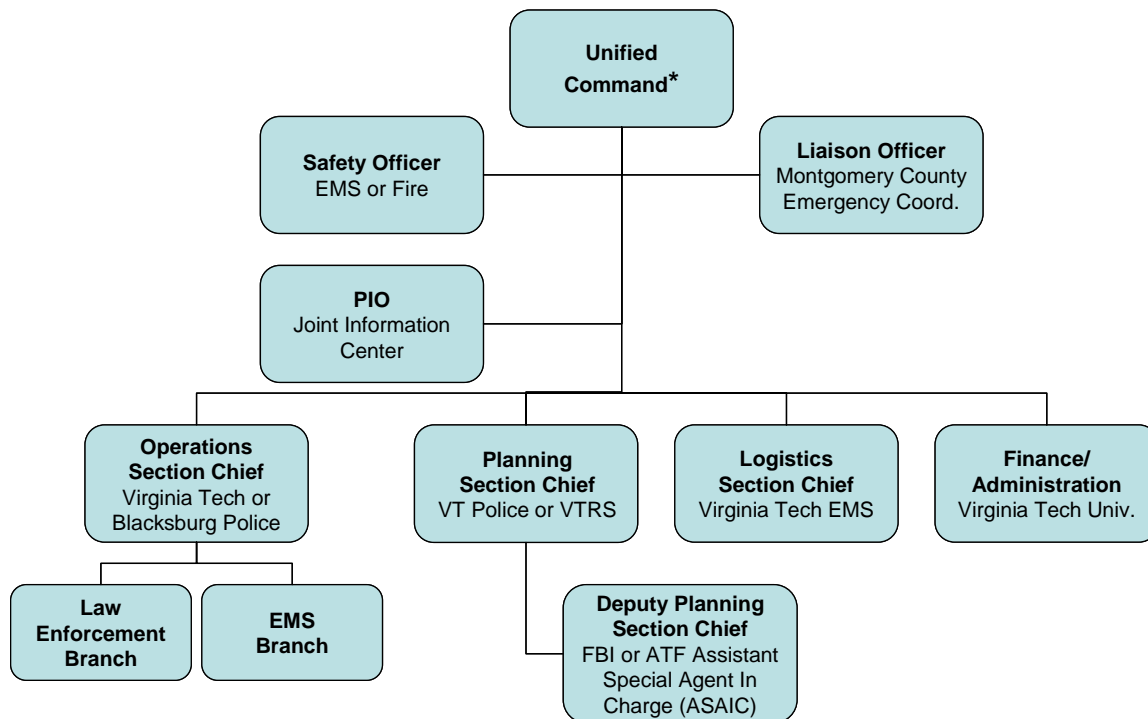 Unified
Command*
Safety Officer
EMS or Fire
Liaison Officer
Montgomery County
Emergency Coord.
PIO
Joint Information
Center
Operations
Section Chief
Virginia Tech or
Blacksburg Police
Planning
Section Chief
VT Police or VTRS
Logistics
Section Chief
Virginia Tech EMS
Finance/
Administration
Virginia Tech Univ.
Law
Enforcement
Branch
EMS
Branch
Deputy Planning
Section Chief
FBI or ATF Assistant
Special Agent In
Charge (ASAIC)